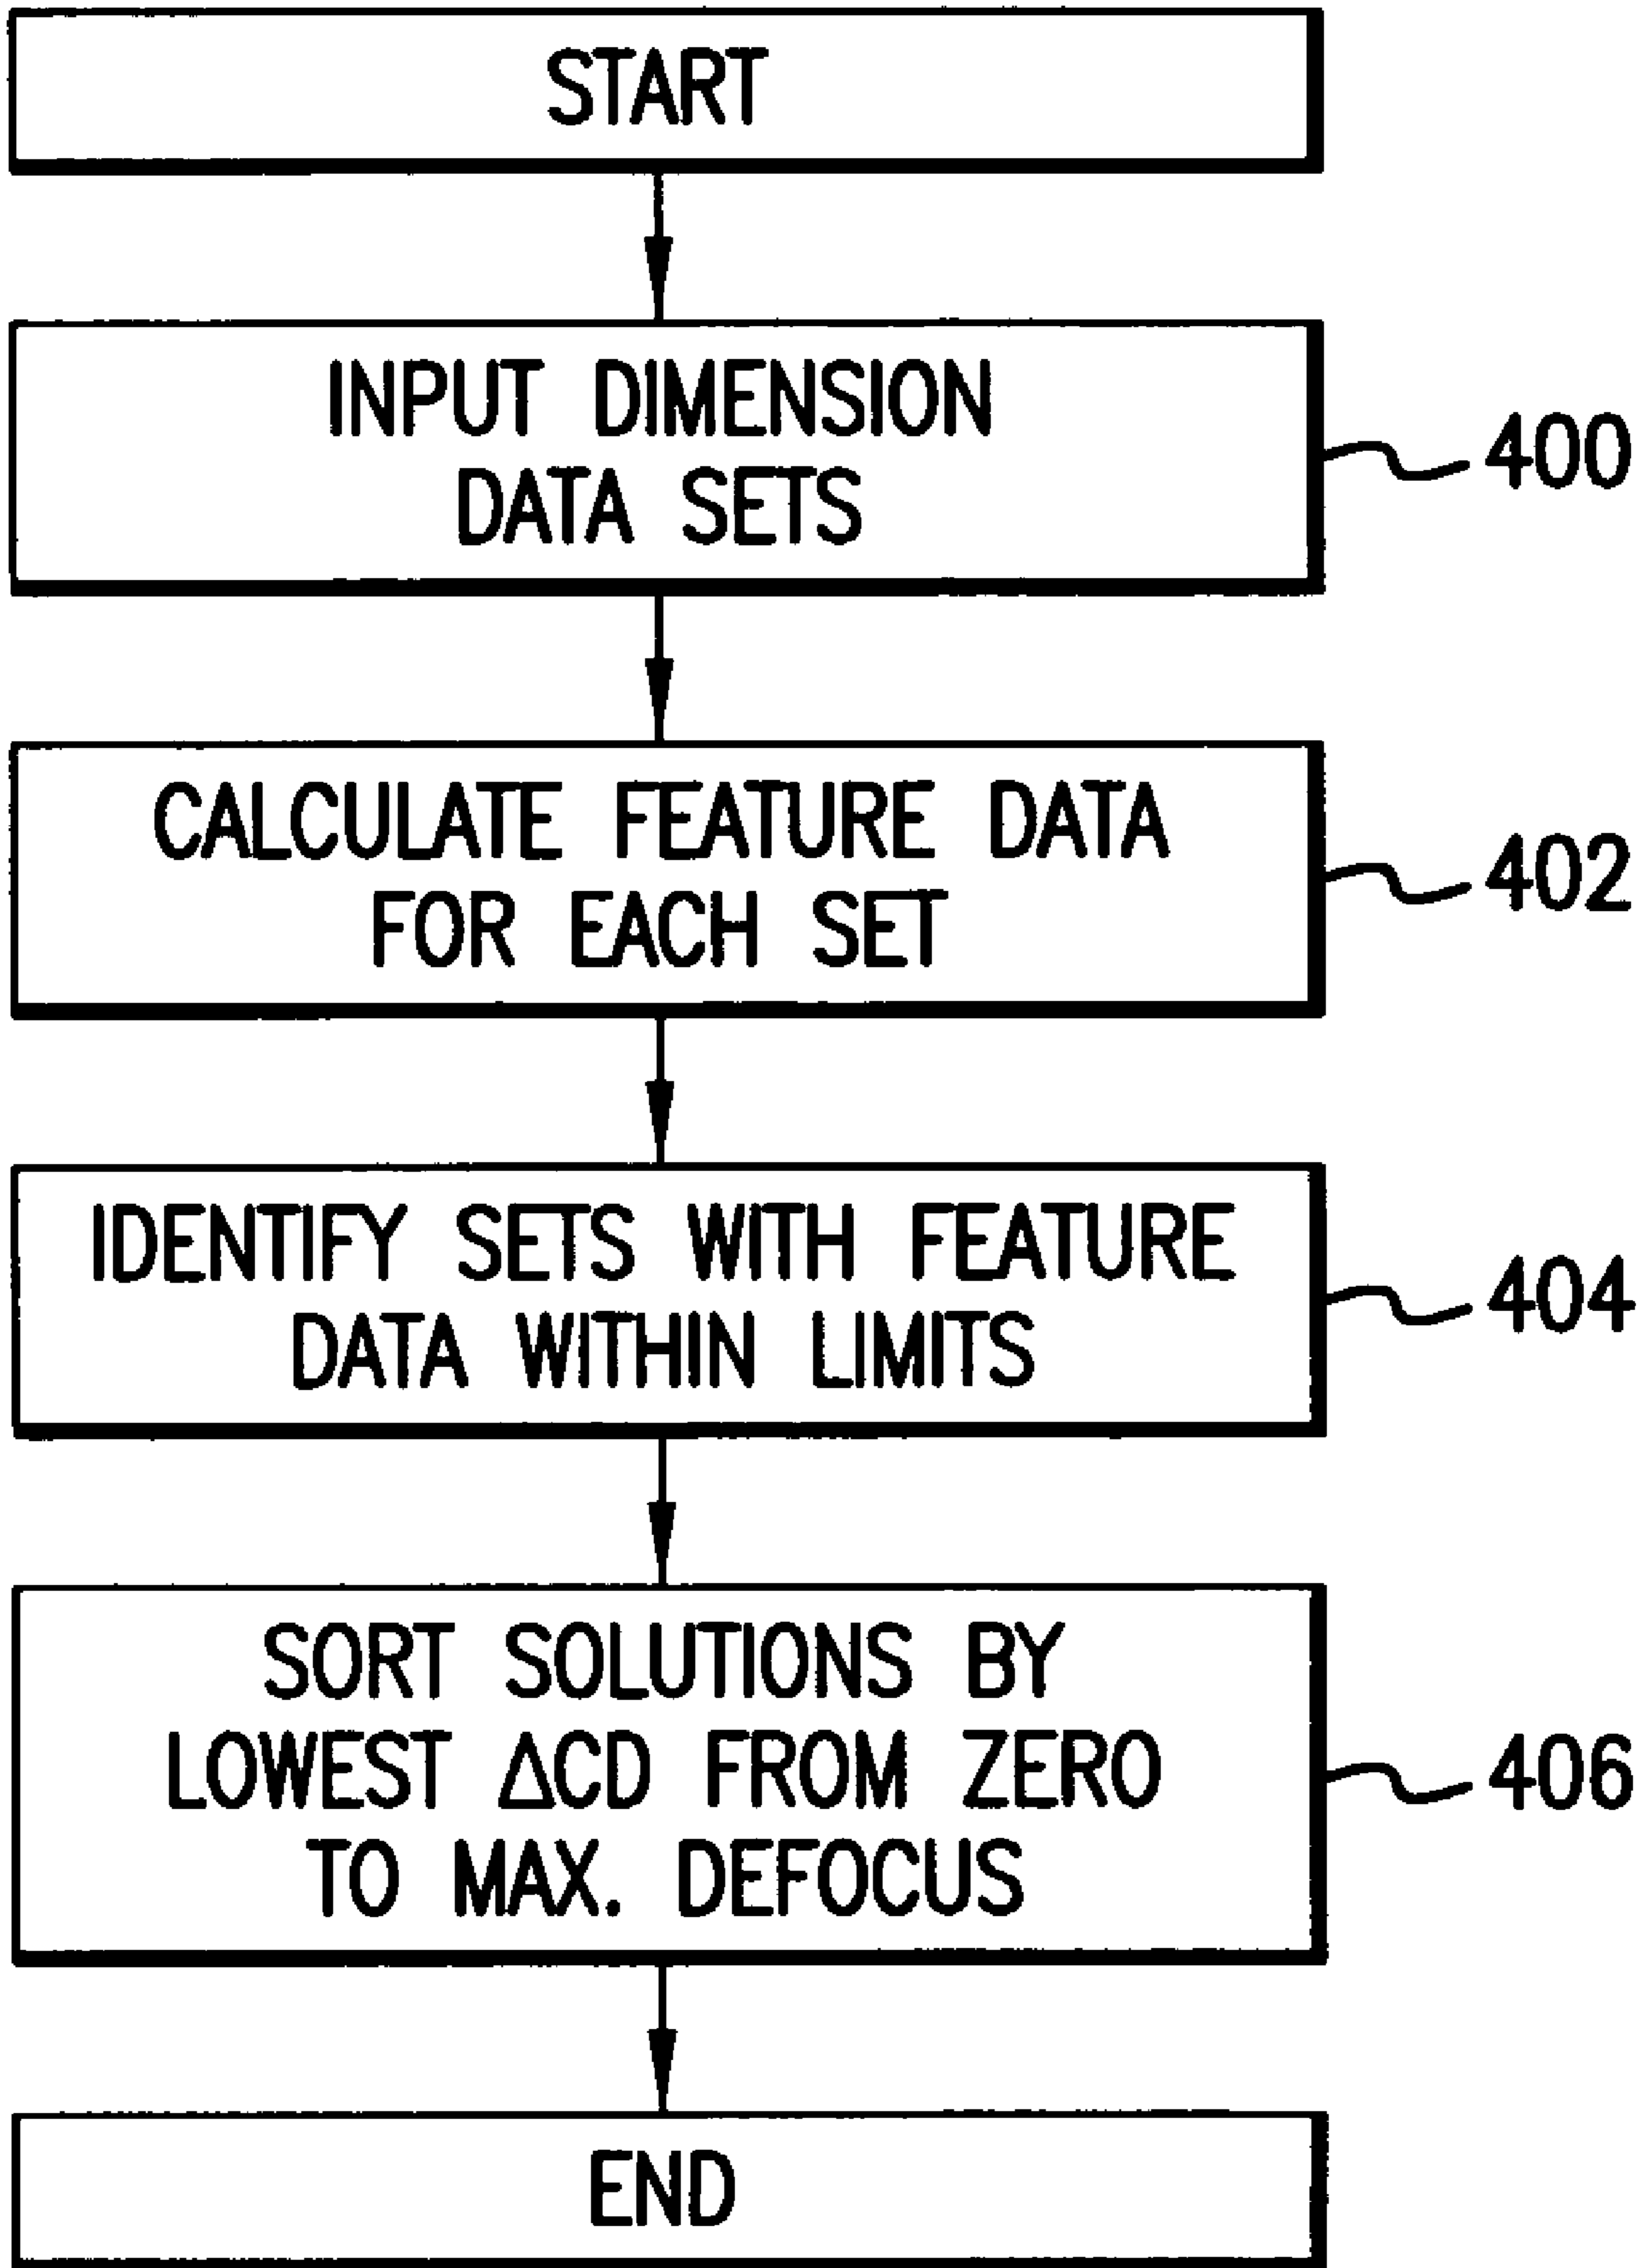 START
INPUT DIMENSION
DATA SETS
400
CALCULATE FEATURE DATA
FOR EACH SET
402
IDENTIFY SETS WITH FEATURE
DATA WITHIN LIMITS
404
SORT SOLUTIONS BY
LOWEST ΔCD FROM ZERO
TO MAX. DEFOCUS
406
END